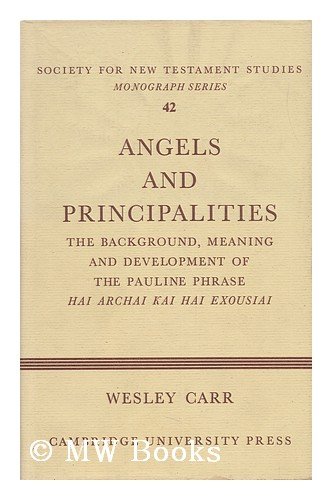 SOCIETY FOR NEW TESTAMENT STUDIES
MONOGRAPH SERIES
42
ANGELS
AND
PRINCIPALITIES
THE BACKGROUND, MEANING
AND DEVELOPMENT OF
THE PAULINE PHRASE
HAI ARCHAI KAI HAI EXOUSIAI
WESLEY CARR
CAMBRIDGE UNIVERSITY PRESS
© MW Books